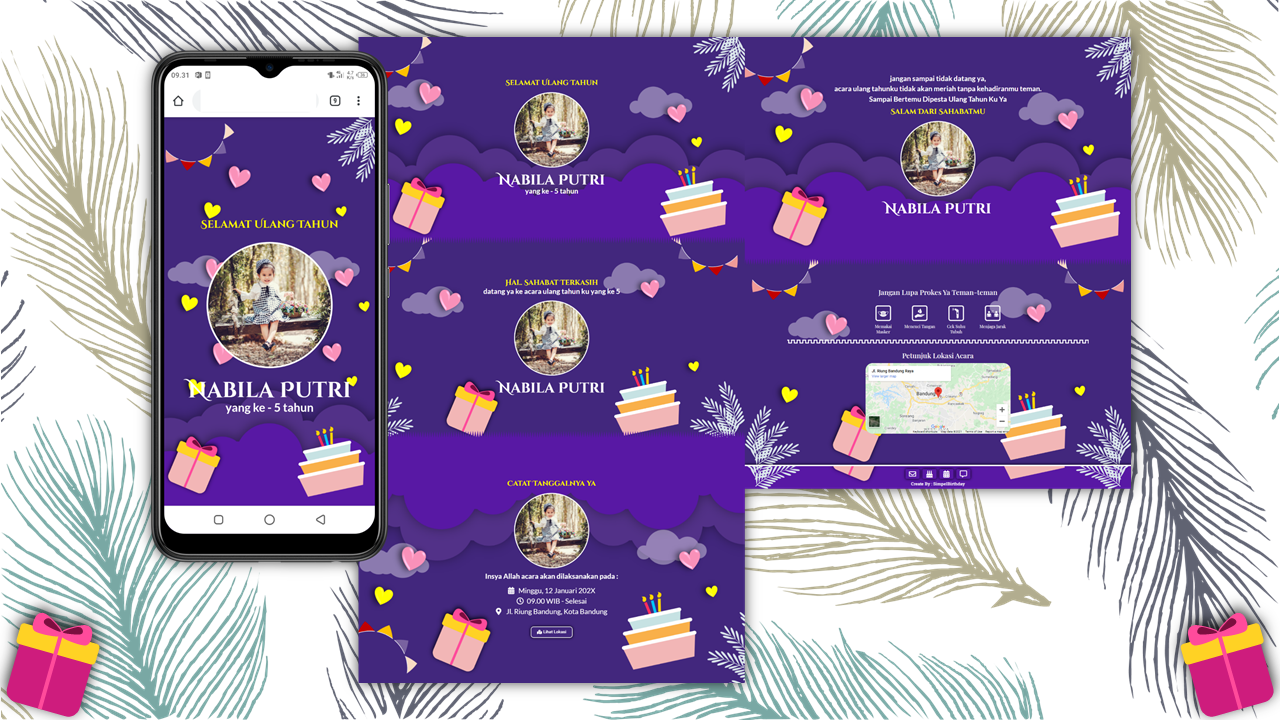 09.31
9
4.7
K/s
SELAMAT ULANG TAHUN
NABILA PUTRI
yang ke - 5 tahun
SELAMAT ULANG TAHUN
NABILA PUTRI
yang ke - 5 tahun
HAI.. SAHABAT TERKASIH
datang ya ke acara ulang tahun ku yang ke 5
NABILA PUTRI
CATAT TANGGALNYA YA
Insya Allah acara akan dilaksanakan pada :
Minggu, 12 Januari 202X
09.00 WIB - Selesai
Jl. Riung Bandung, Kota Bandung
Lihat Lokasi
jangan sampai tidak datang ya,
acara ulang tahunku tidak akan meriah tanpa kehadiranmu teman.
Sampai Bertemu Dipesta Ulang Tahun Ku Ya
SALAM DARI SAHABATMU
NABILA PUTRI
Jangan Lupa Prokes Ya Teman-teman
Memakai
Masker
Mencuci Tangan
Cek Suhu
Tubuh
Menjaga Jarak
Petunjuk Lokasi Acara
Jl. Riung Bandung Raya
View larger map
Bandung
Google
Create By : SimpelBirthday